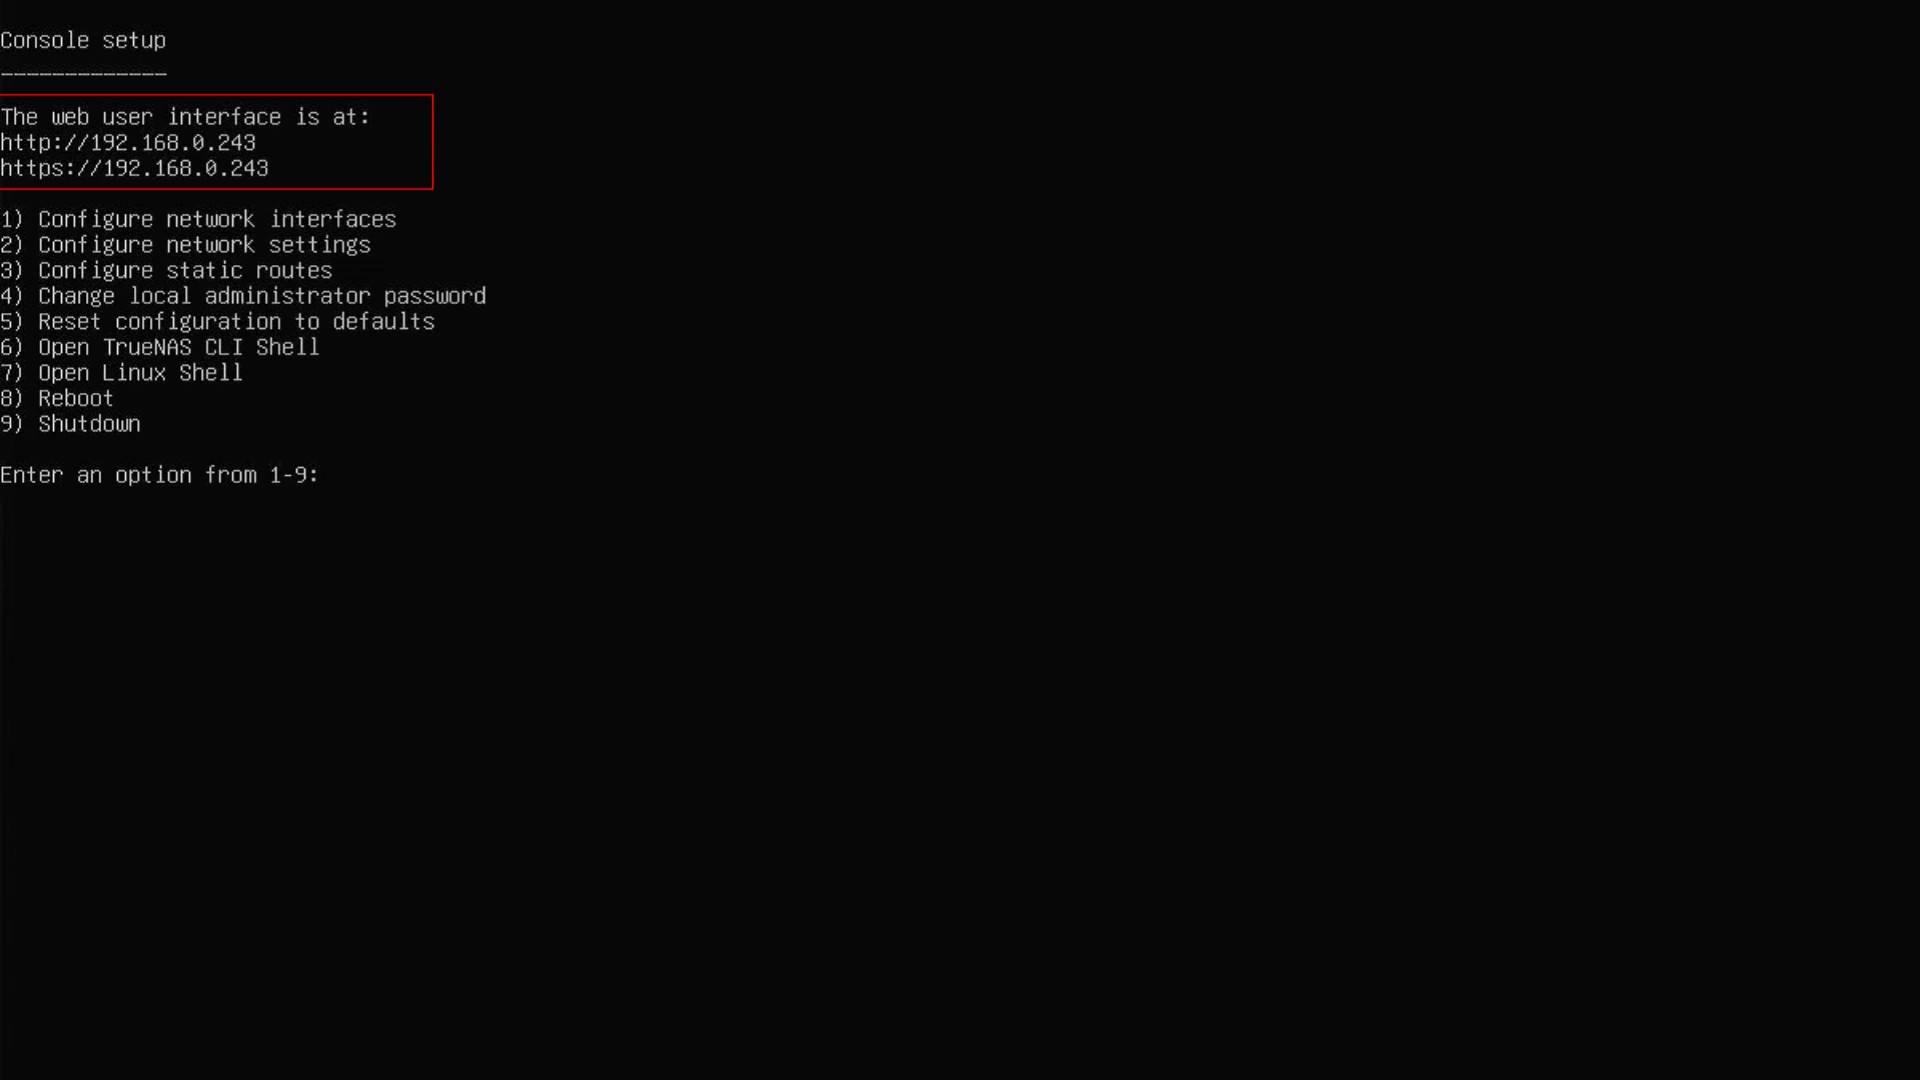 Console setup
-------------
The web user interface is at:
http://192.168.0.243
https://192.168.0.243
1) Configure network interfaces
2) Configure network settings
3) Configure static routes
4) Change local administrator password
5) Reset configuration to defaults
6) Open TrueNAS CLI Shell
7) Open Linux Shell
8) Reboot
9) Shutdown
Enter an option from 1-9: